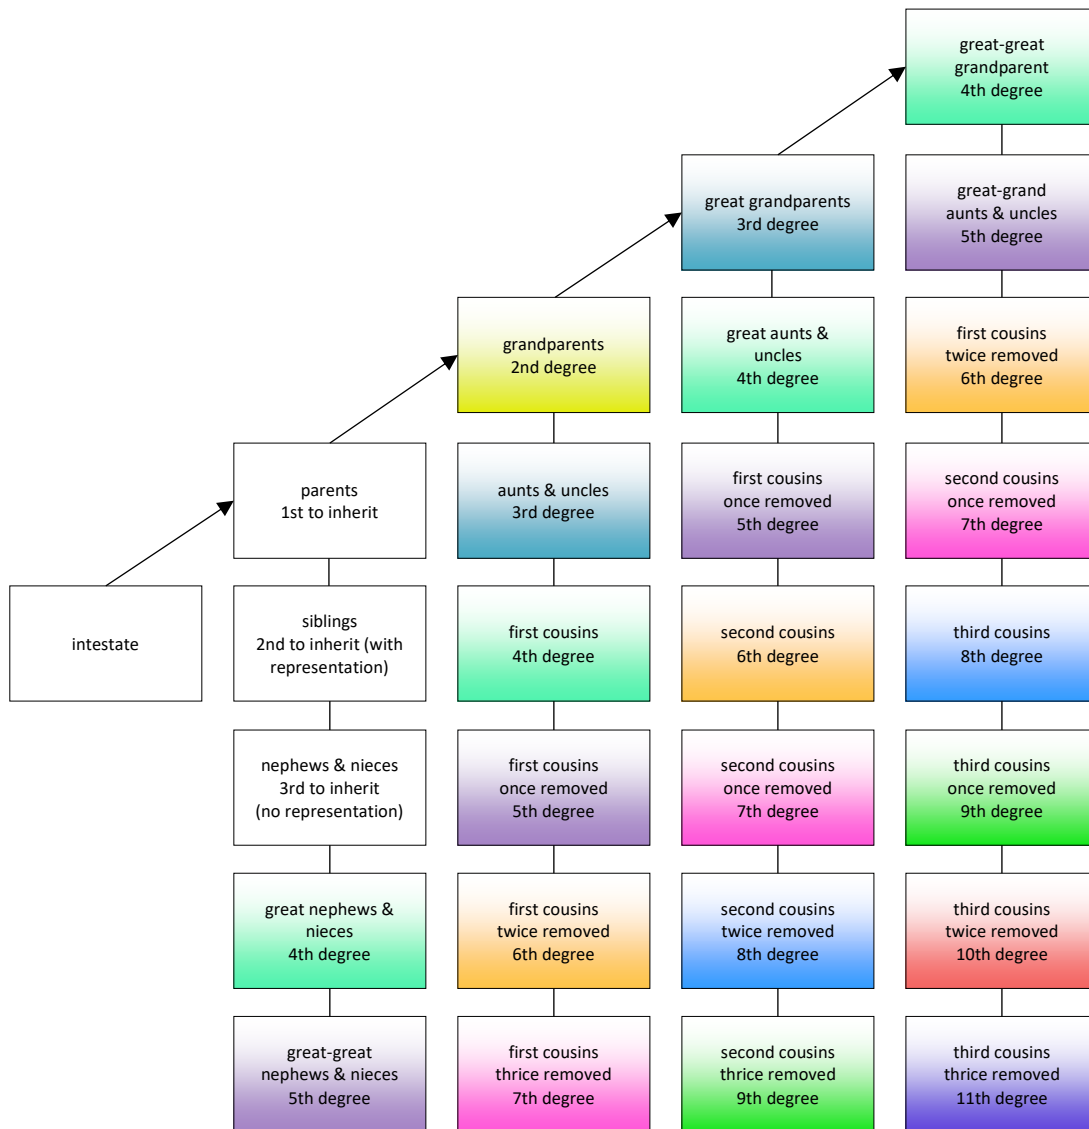 great-great
grandparent
4th degree
great grandparents
3rd degree
great-grand
aunts & uncles
5th degree
grandparents
2nd degree
great aunts &
uncles
4th degree
first cousins
twice removed
6th degree
parents
1st to inherit
aunts & uncles
3rd degree
first cousins
once removed
5th degree
second cousins
once removed
7th degree
intestate
siblings
2nd to inherit (with
representation)
first cousins
4th degree
second cousins
6th degree
third cousins
8th degree
nephews & nieces
3rd to inherit
(no representation)
first cousins
once removed
5th degree
second cousins
once removed
7th degree
third cousins
once removed
9th degree
great nephews &
nieces
4th degree
first cousins
twice removed
6th degree
second cousins
twice removed
8th degree
third cousins
twice removed
10th degree
great-great
nephews & nieces
5th degree
first cousins
thrice removed
7th degree
second cousins
thrice removed
9th degree
third cousins
thrice removed
11th degree